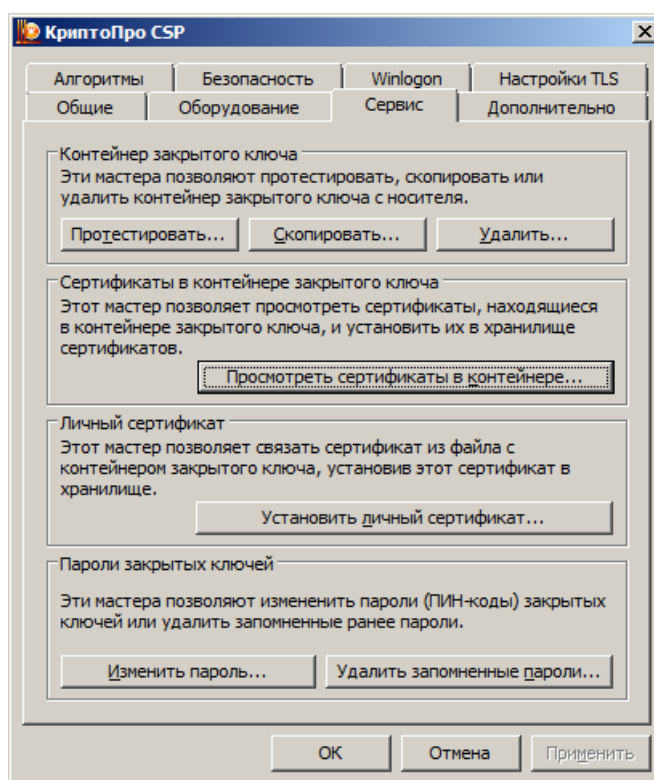 КриптоПро CSP
Алгоритмы Безопасность Winlogon Настройки TLS
Общие Оборудование Сервис Дополнительно
Контейнер закрытого ключа
Эти мастера позволяют протестировать, скопировать или
удалить контейнер закрытого ключа с носителя.
Протестировать... Скопировать... Удалить...
Сертификаты в контейнере закрытого ключа
Этот мастер позволяет просмотреть сертификаты, находящиеся
в контейнере закрытого ключа, и установить их в хранилище
сертификатов.
Просмотреть сертификаты в контейнере...
Личный сертификат
Этот мастер позволяет связать сертификат из файла с
контейнером закрытого ключа, установив этот сертификат в
хранилище.
Установить личный сертификат...
Пароли закрытых ключей
Эти мастера позволяют измененить пароли (ПИН-коды) закрытых
ключей или удалить запомненные ранее пароли.
Изменить пароль... Удалить запомненные пароли...
ОК Отмена Применить